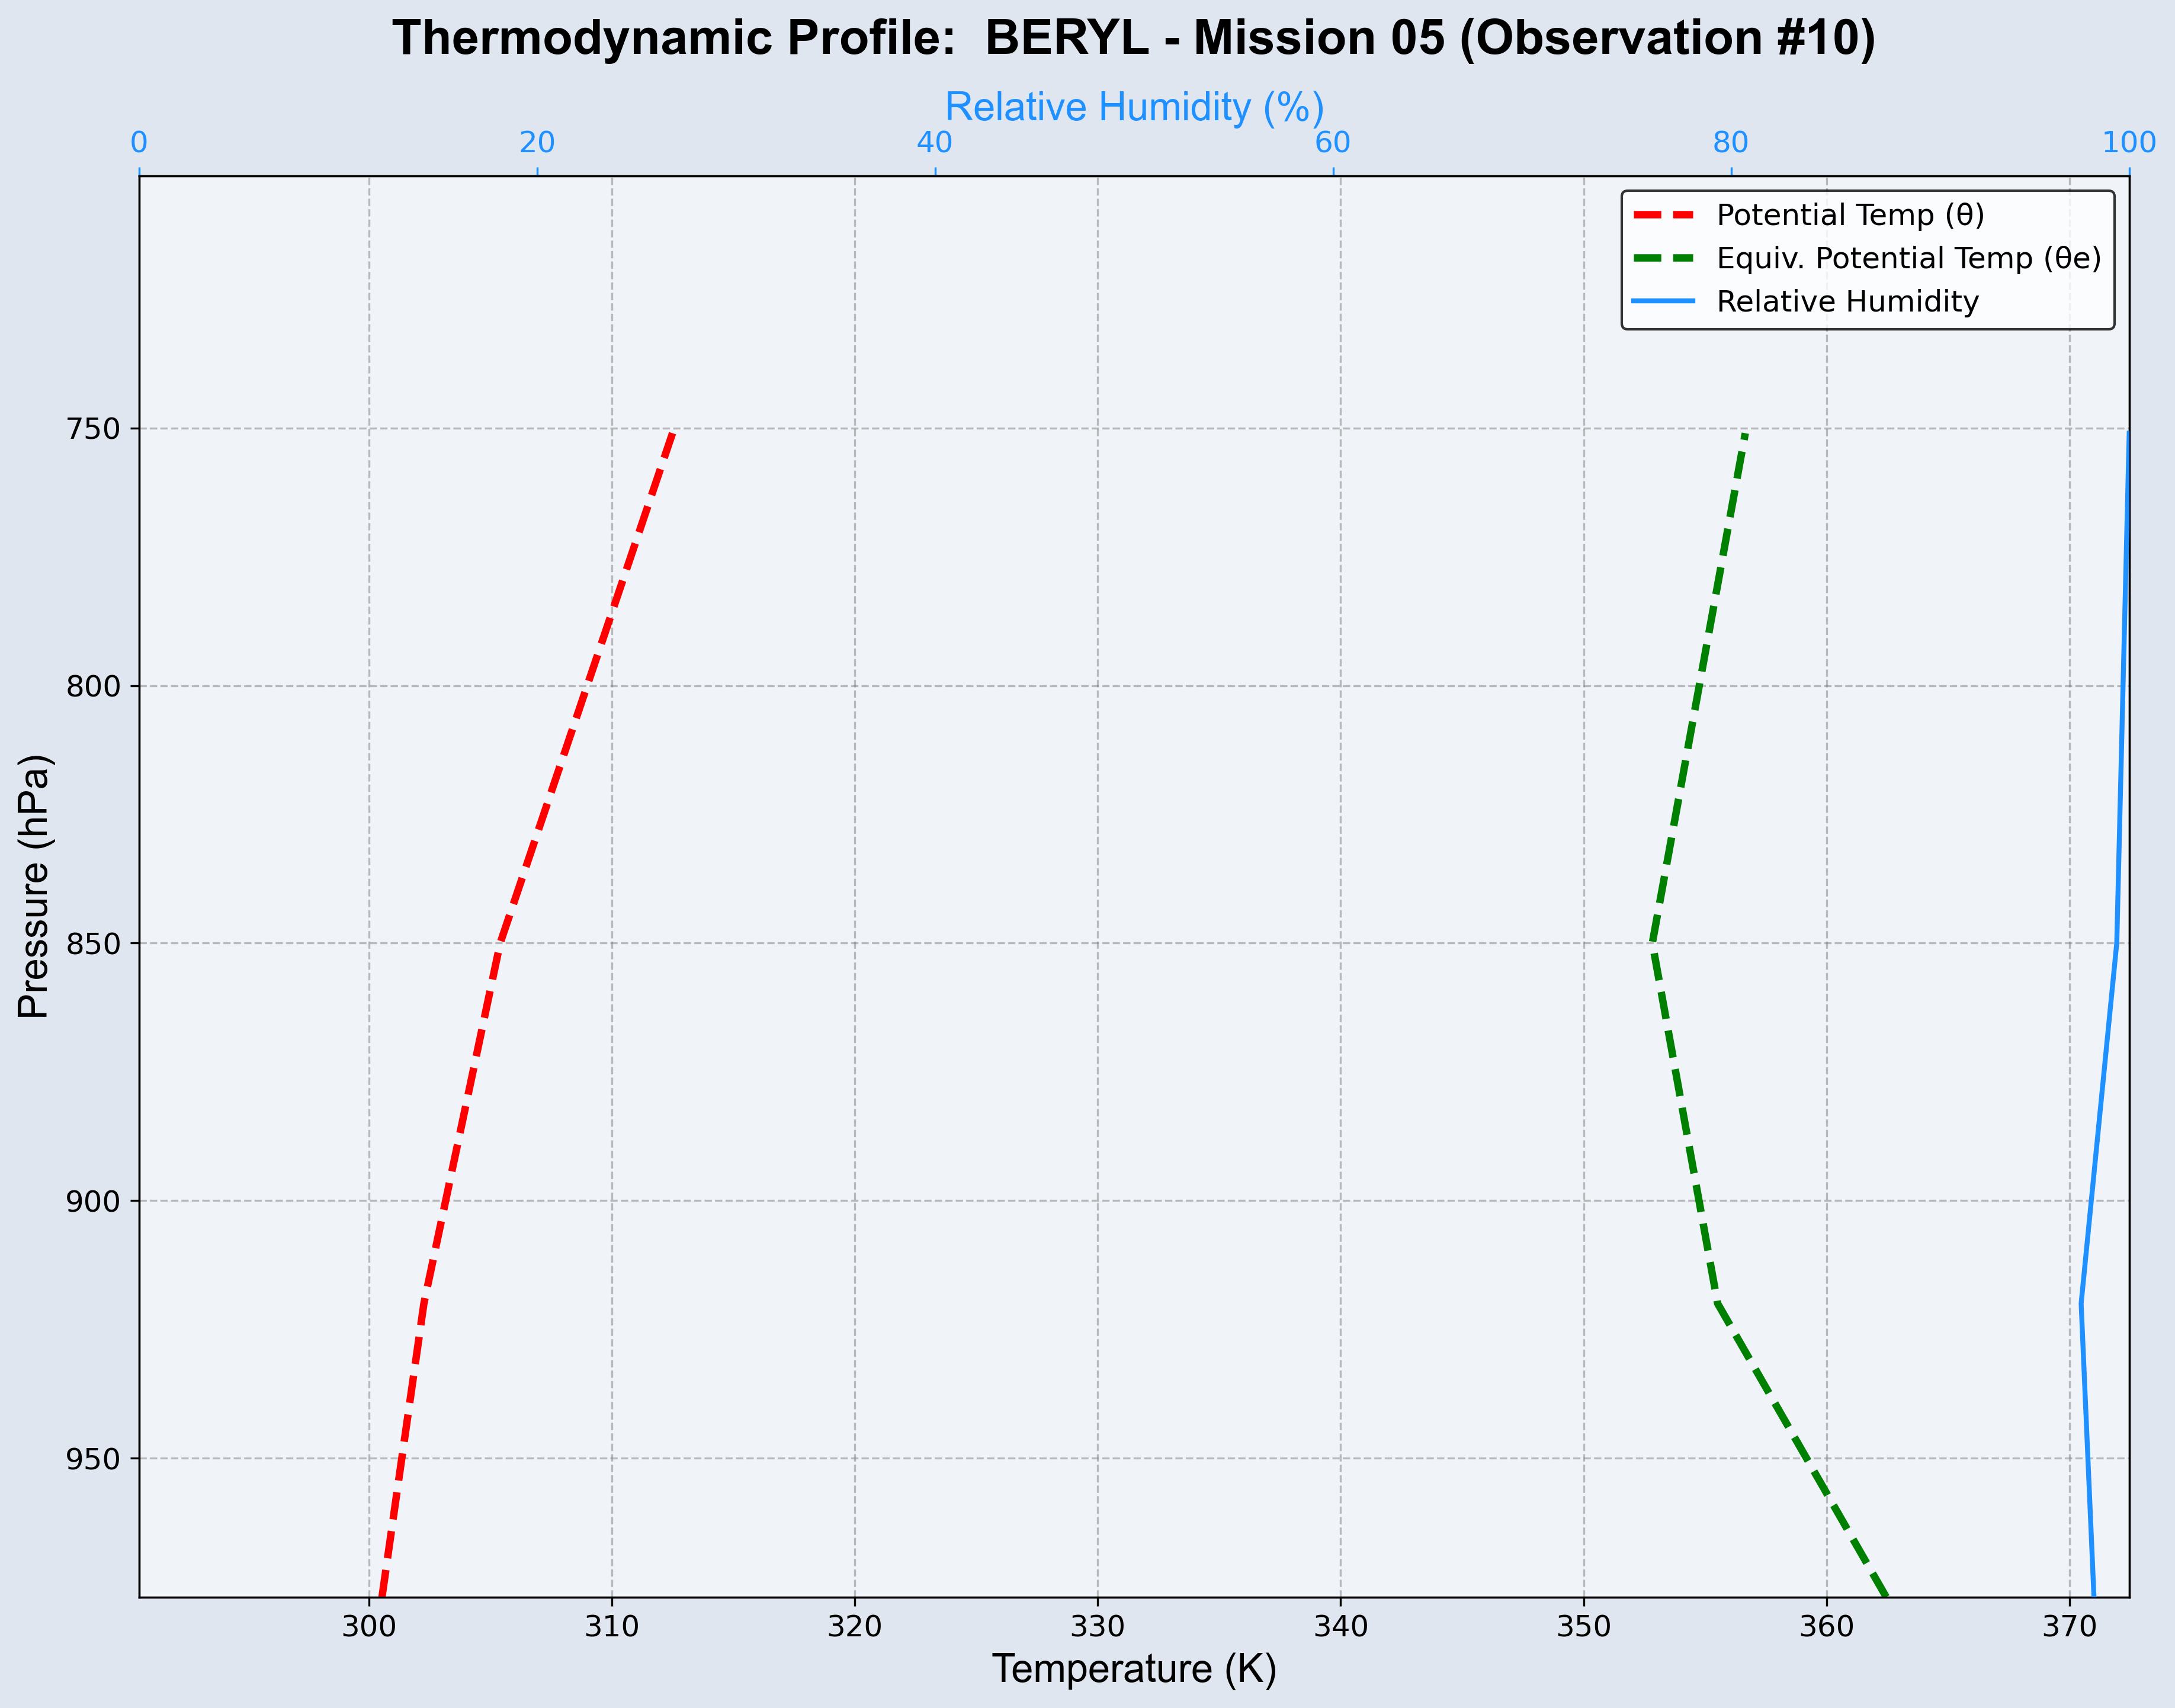 Thermodynamic Profile:  BERYL - Mission 05 (Observation #10)
Relative Humidity (%)
0 20 40 60 80 100
Potential Temp (θ)
Equiv. Potential Temp (θe)
Relative Humidity
750
800
850
900
950
Pressure (hPa)
300 310 320 330 340 350 360 370
Temperature (K)